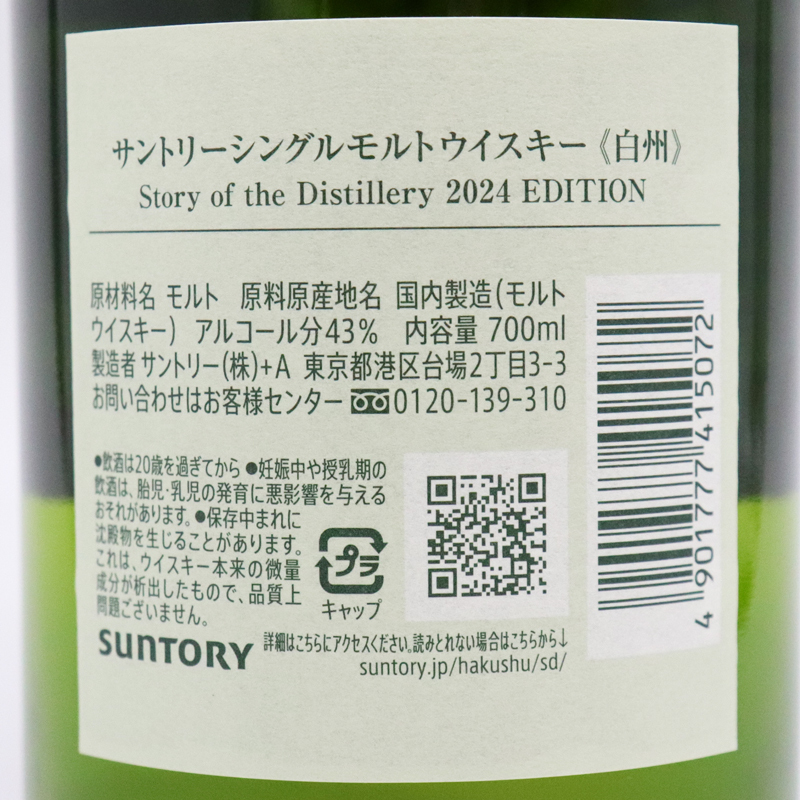 サントリーシングルモルトウイスキー《白州》
Story of the Distillery 2024 EDITION
原材料名 モルト 原料原産地名 国内製造(モルト
ウイスキー) アルコール分43% 内容量 700ml
製造者 サントリー(株)+A 東京都港区台場2丁目3-3
お問い合わせはお客様センター 0120-139-310
●飲酒は20歳を過ぎてから ●妊娠中や授乳期の
飲酒は、胎児・乳児の発育に悪影響を与える
おそれがあります。●保存中まれに
沈殿物を生じることがあります。
これは、ウイスキー本来の微量
成分が析出したもので、品質上
問題ございません。
プラ
キャップ
SUNTORY
詳細はこちらにアクセスください。読みとれない場合はこちらから↓
suntory.jp/hakushu/sd/
4 901777 415072